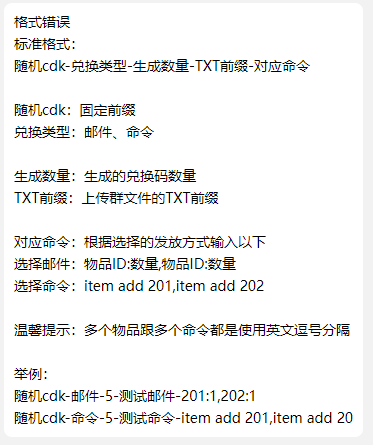 格式错误
标准格式：
随机cdk-兑换类型-生成数量-TXT前缀-对应命令
随机cdk：固定前缀
兑换类型：邮件、命令
生成数量：生成的兑换码数量
TXT前缀：上传群文件的TXT前缀
对应命令：根据选择的发放方式输入以下
选择邮件：物品ID:数量,物品ID:数量
选择命令：item add 201,item add 202
温馨提示：多个物品跟多个命令都是使用英文逗号分隔
举例：
随机cdk-邮件-5-测试邮件-201:1,202:1
随机cdk-命令-5-测试命令-item add 201,item add 20